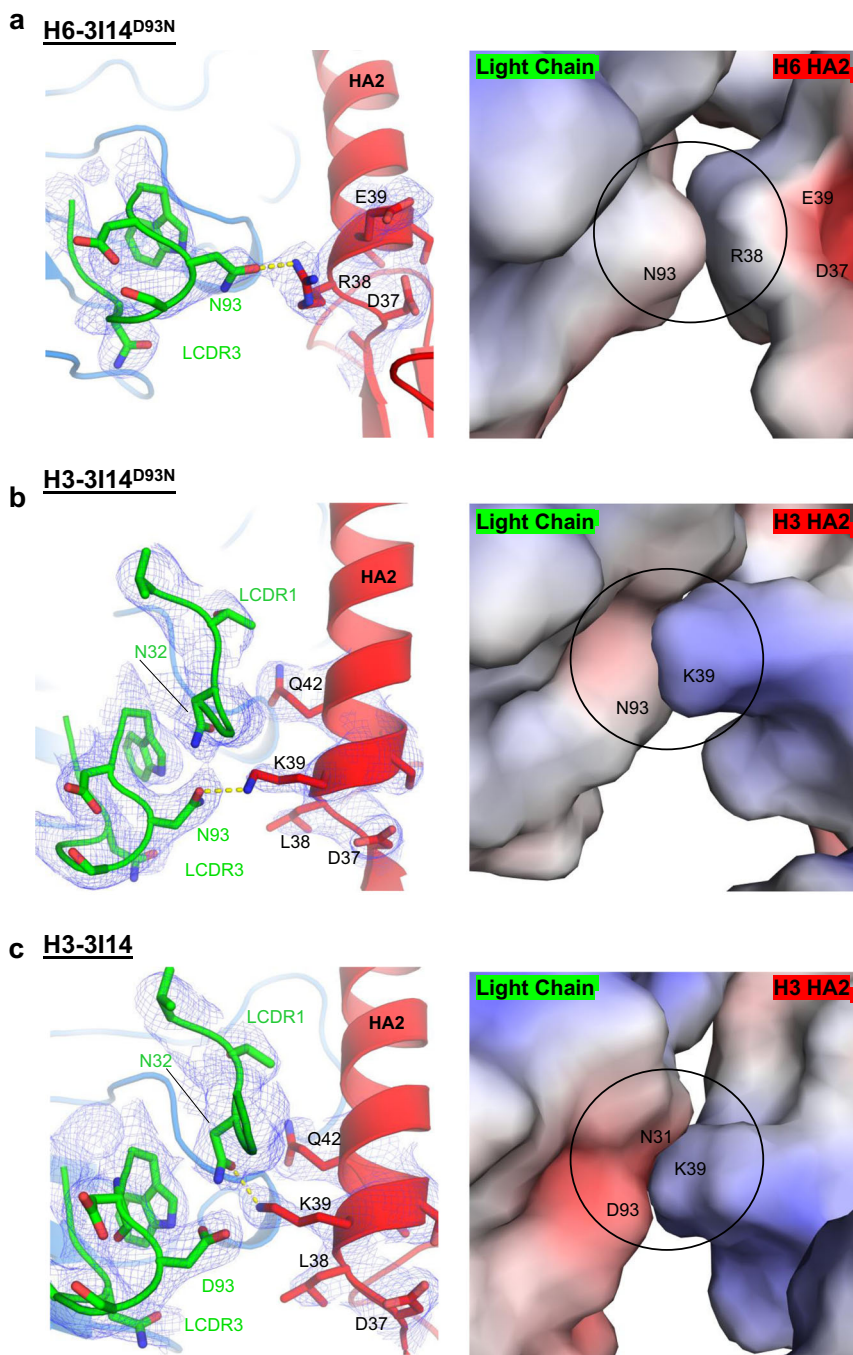 a
H6-3I14D93N
HA2
E39
R38
D37
N93
LCDR3
Light Chain
H6 HA2
E39
N93
R38
D37
b
H3-3I14D93N
HA2
LCDR1
N32
Q42
K39
N93
L38
D37
LCDR3
Light Chain
H3 HA2
K39
N93
c
H3-3I14
HA2
LCDR1
N32
Q42
K39
L38
D93
D37
LCDR3
Light Chain
H3 HA2
N31
K39
D93